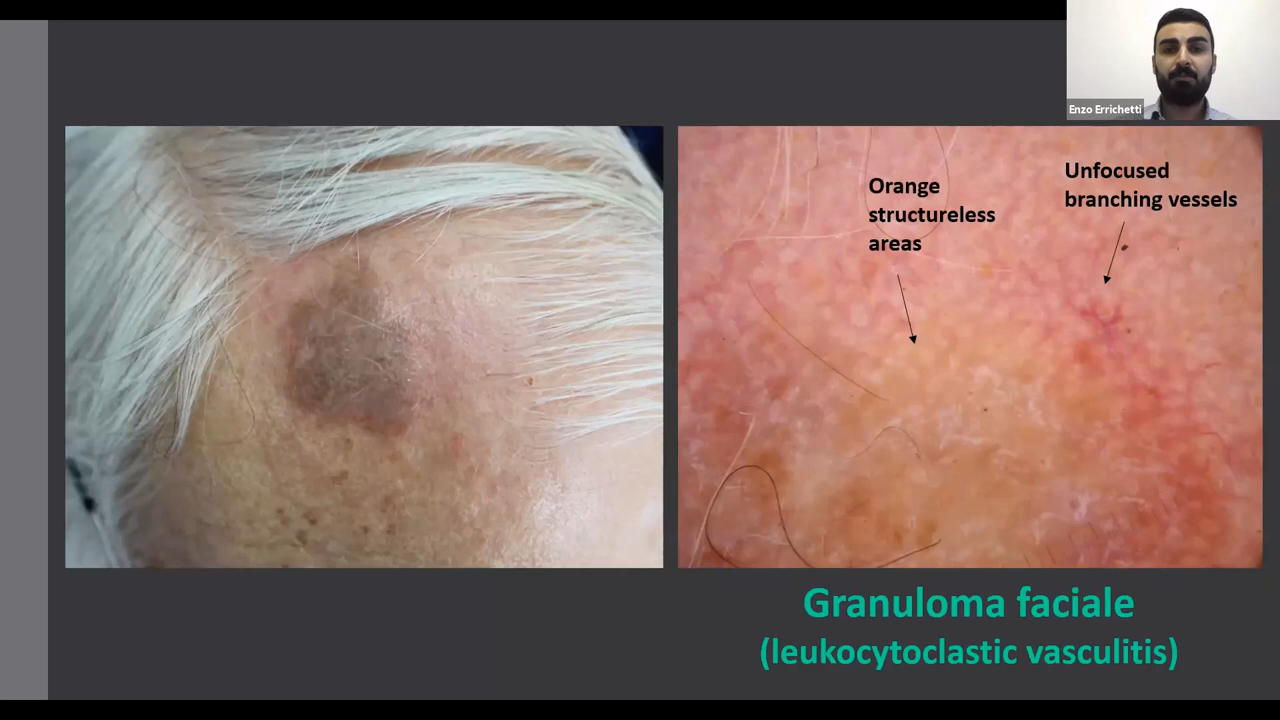 Enzo Errichetti
Orange
structureless
areas
Unfocused
branching vessels
Granuloma faciale
(leukocytoclastic vasculitis)